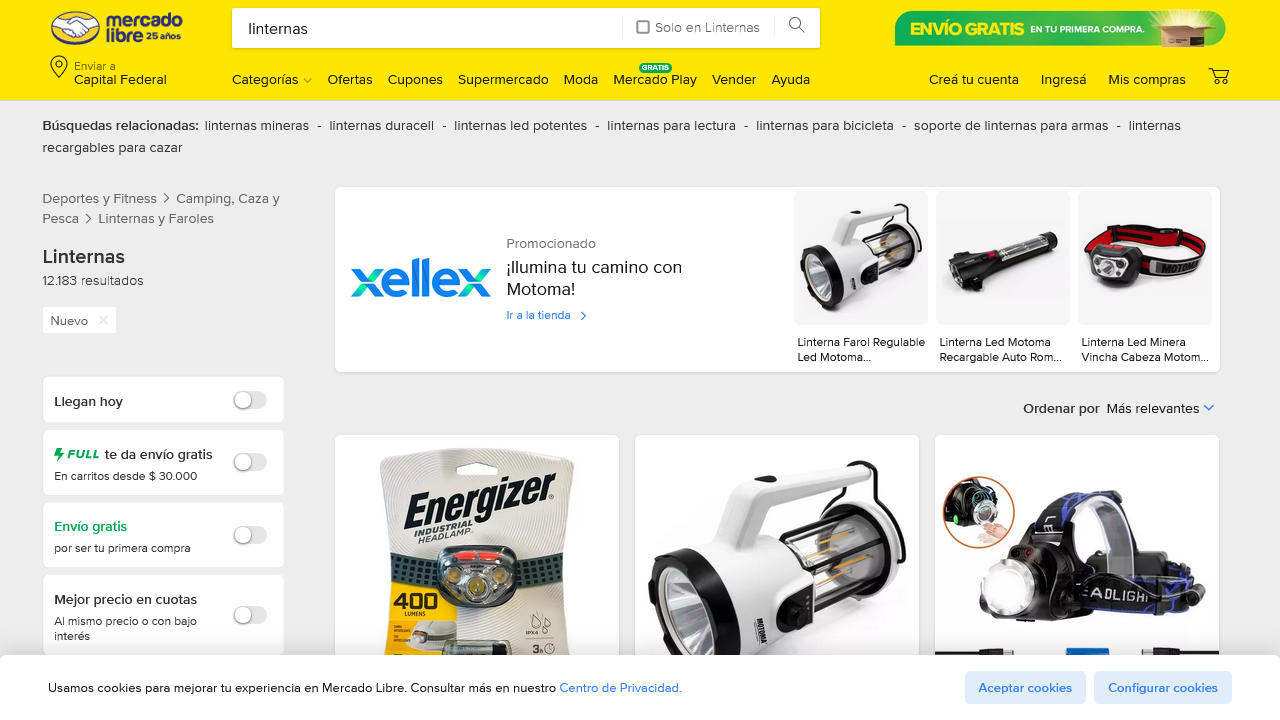 mercado
libre 25 años
linternas
Solo en Linternas
ENVÍO GRATIS EN TU PRIMERA COMPRA.
Enviar a
Capital Federal
Categorías
Ofertas
Cupones
Supermercado
Moda
GRATIS
Mercado Play
Vender
Ayuda
Creá tu cuenta
Ingresá
Mis compras
Búsquedas relacionadas: linternas mineras - linternas duracell - linternas led potentes - linternas para lectura - linternas para bicicleta - soporte de linternas para armas - linternas
recargables para cazar
Deportes y Fitness > Camping, Caza y
Pesca > Linternas y Faroles
Linternas
12.183 resultados
Nuevo
Llegan hoy
FULL te da envío gratis
En carritos desde $ 30.000
Envío gratis
por ser tu primera compra
Mejor precio en cuotas
Al mismo precio o con bajo
interés
xellex
Promocionado
¡Ilumina tu camino con
Motoma!
Ir a la tienda
MOTOMA
Linterna Farol Regulable
Led Motoma...
Linterna Led Motoma
Recargable Auto Rom...
Linterna Led Minera
Vincha Cabeza Motom...
Ordenar por Más relevantes
Energizer
INDUSTRIAL
HEADLAMP
400
LUMENS
IPX4
3h
MOTOMA
HEADLIGHT
Usamos cookies para mejorar tu experiencia en Mercado Libre. Consultar más en nuestro Centro de Privacidad.
Aceptar cookies
Configurar cookies